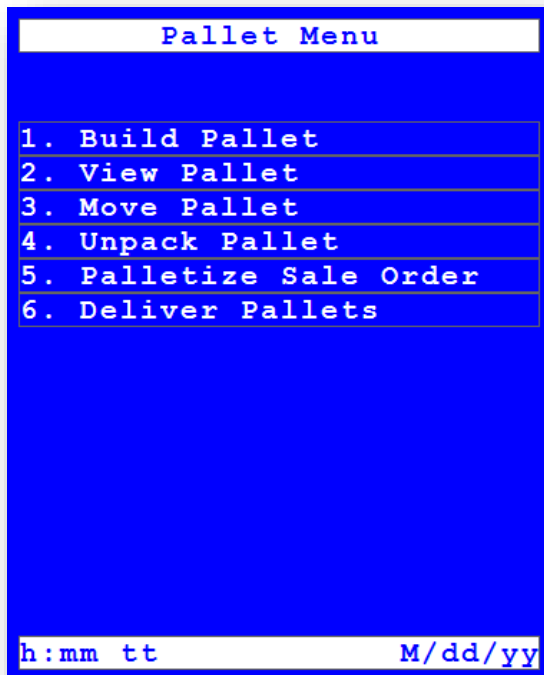 Pallet Menu
1. Build Pallet
2. View Pallet
3. Move Pallet
4. Unpack Pallet
5. Palletize Sale Order
6. Deliver Pallets
h:mm tt M/dd/yy